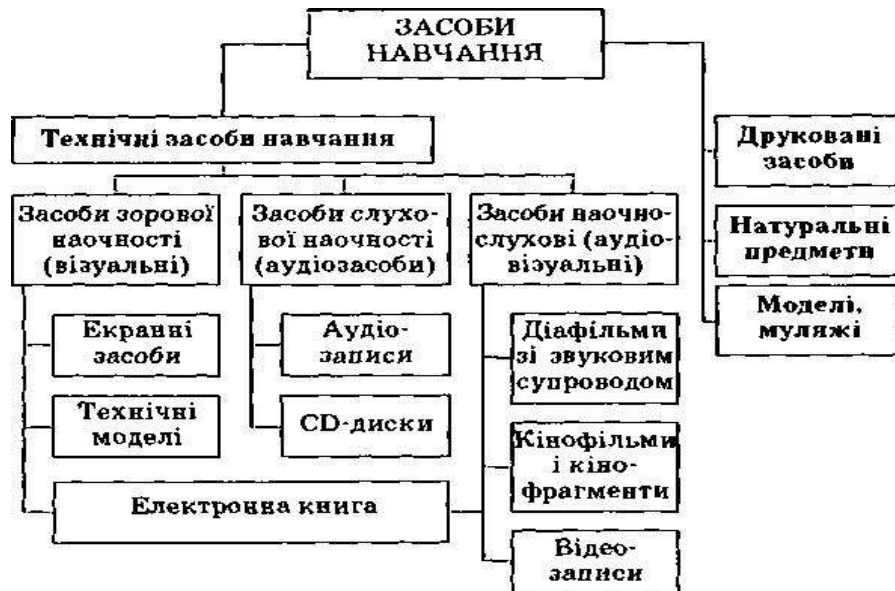 ЗАСОБИ
НАВЧАННЯ
Технічні засоби навчання
Друковані
засоби
Засоби зорової
наочності
(візуальні)
Засоби слухо-
вої наочності
(аудіозасоби)
Засоби наочно-
слухові (аудіо-
візуальні)
Натуральні
предмети
Моделі,
муляжі
Екранні
засоби
Аудіо-
записи
Діафільми
зі звуковим
супроводом
Технічні
моделі
CD-диски
Кінофільми
і кіно-
фрагменти
Електронна книга
Відео-
записи